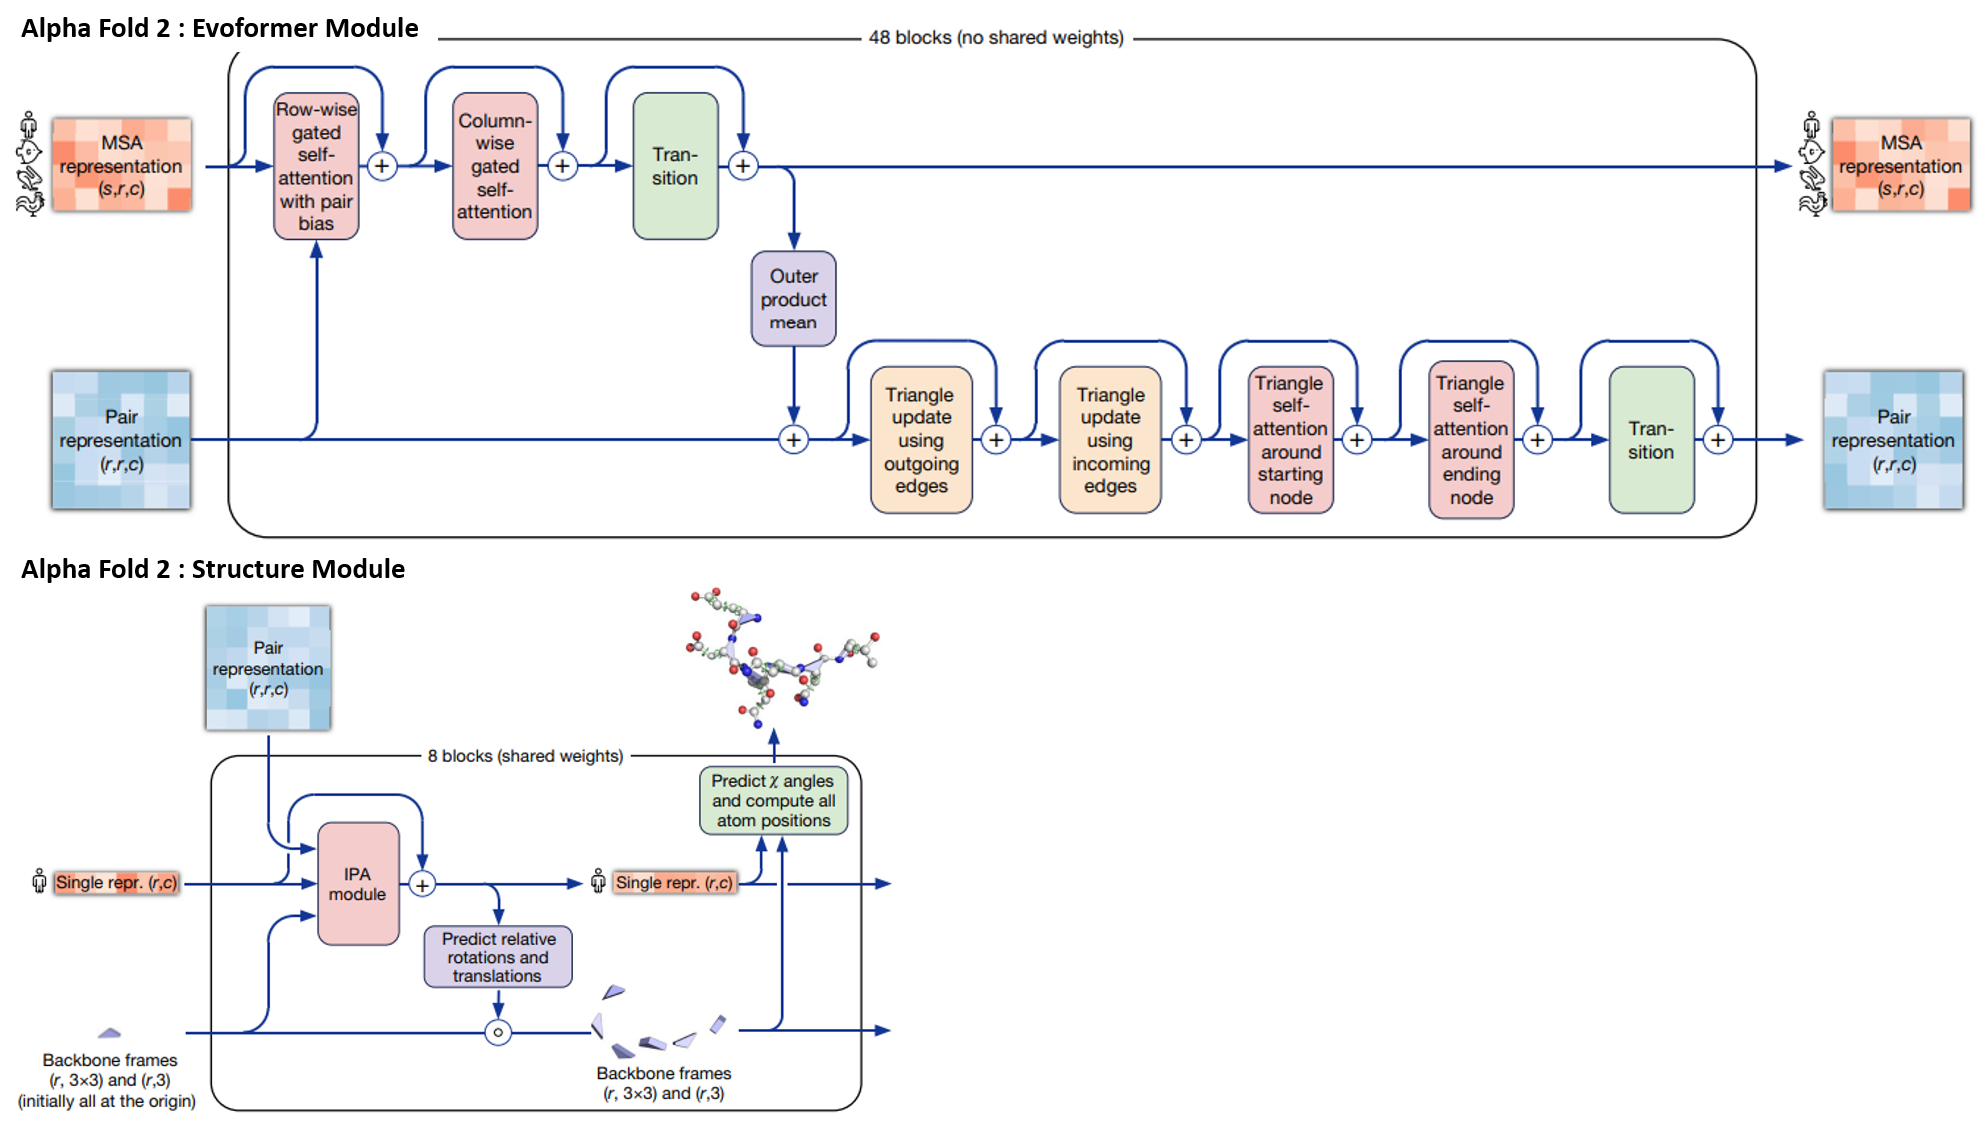 Alpha Fold 2 : Evoformer Module
48 blocks (no shared weights)
MSA
representation
(s,r,c)
Row-wise
gated
self-
attention
with pair
bias
+
Column-
wise
gated
self-
attention
+
Tran-
sition
+
MSA
representation
(s,r,c)
Outer
product
mean
Pair
representation
(r,r,c)
+
Triangle
update
using
outgoing
edges
+
Triangle
update
using
incoming
edges
+
Triangle
self-
attention
around
starting
node
+
Triangle
self-
attention
around
ending
node
+
Tran-
sition
+
Pair
representation
(r,r,c)
Alpha Fold 2 : Structure Module
Pair
representation
(r,r,c)
8 blocks (shared weights)
Predict χ angles
and compute all
atom positions
Single repr. (r,c)
IPA
module
+
Single repr. (r,c)
Predict relative
rotations and
translations
Backbone frames
(r, 3×3) and (r,3)
(initially all at the origin)
Backbone frames
(r, 3×3) and (r,3)